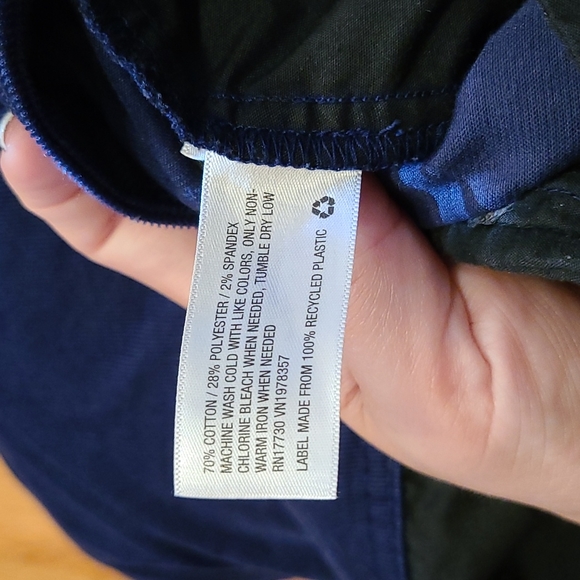 70% COTTON / 28% POLYESTER / 2% SPANDEX
MACHINE WASH COLD WITH LIKE COLORS, ONLY NON-
CHLORINE BLEACH WHEN NEEDED, TUMBLE DRY LOW
WARM IRON WHEN NEEDED
RN17730 VN1978357
LABEL MADE FROM 100% RECYCLED PLASTIC